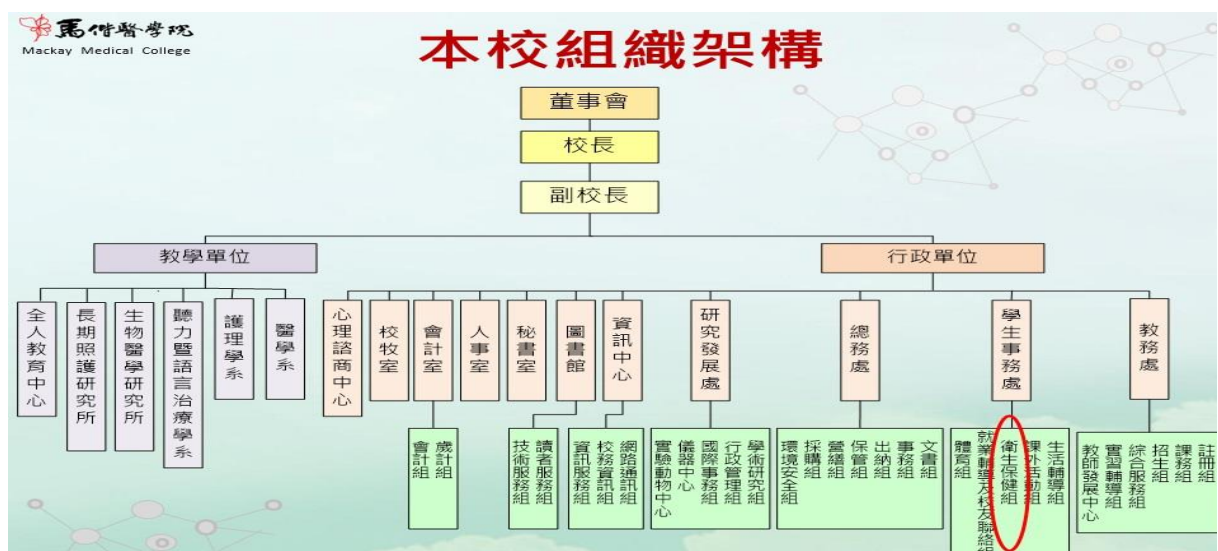 馬偕醫學院
Mackay Medical College
本校組織架構
董事會
校長
副校長
教學單位
行政單位
全人教育中心
長期照護研究所
生物醫學研究所
聽力暨語言治療學系
護理學系
醫學系
心理諮商中心
校牧室
會計室
人事室
秘書室
圖書館
資訊中心
研究發展處
總務處
學生事務處
教務處
會計組
歲計組
技術服務組
讀者服務組
資訊服務組
校務資訊組
網路通訊組
實驗動物中心
儀器中心
國際事務組
行政管理組
學術研究組
環境安全組
採購組
營繕組
保管組
出納組
事務組
文書組
體育組
就業輔導及校友聯絡組
衛生保健組
課外活動組
生活輔導組
教師發展中心
實習輔導組
綜合服務組
招生組
課務組
註冊組